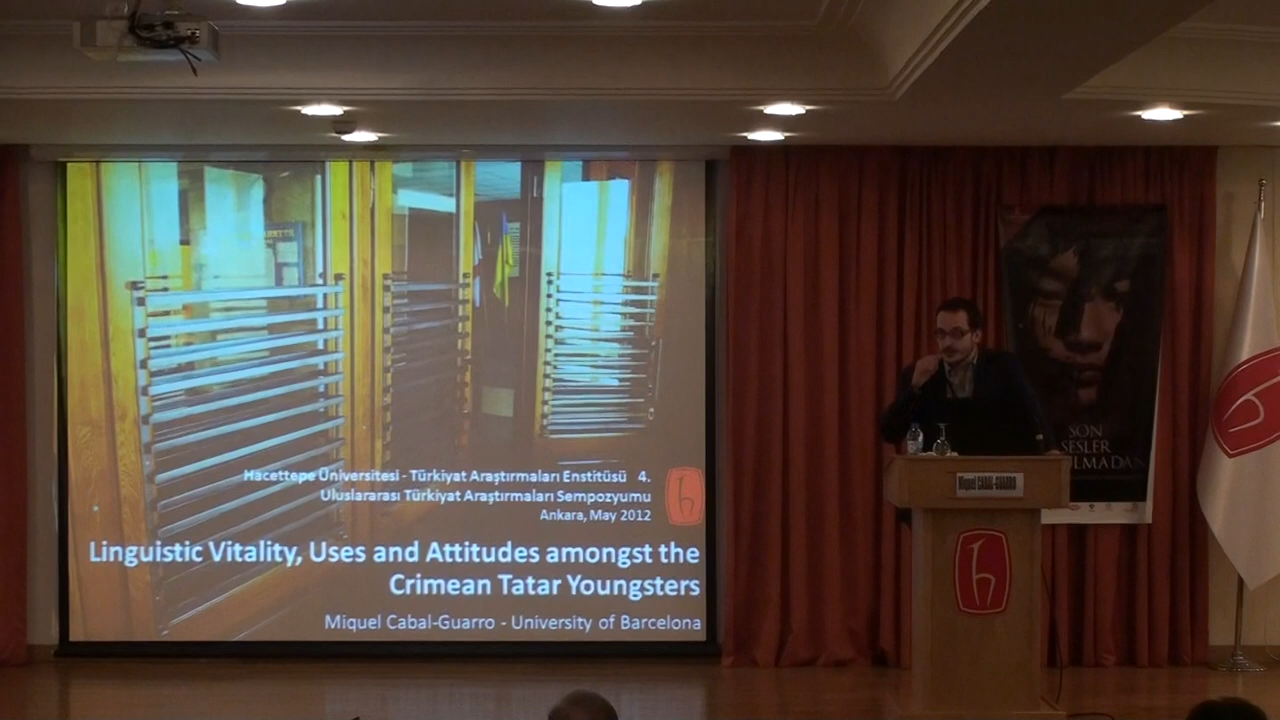 Hacettepe Üniversitesi - Türkiyat Araştırmaları Enstitüsü 4.
Uluslararası Türkiyat Araştırmaları Sempozyumu
Ankara, May 2012
Linguistic Vitality, Uses and Attitudes amongst the
Crimean Tatar Youngsters
Miquel Cabal-Guarro - University of Barcelona
Miquel CABAL-GUARRO
SON
SESLER